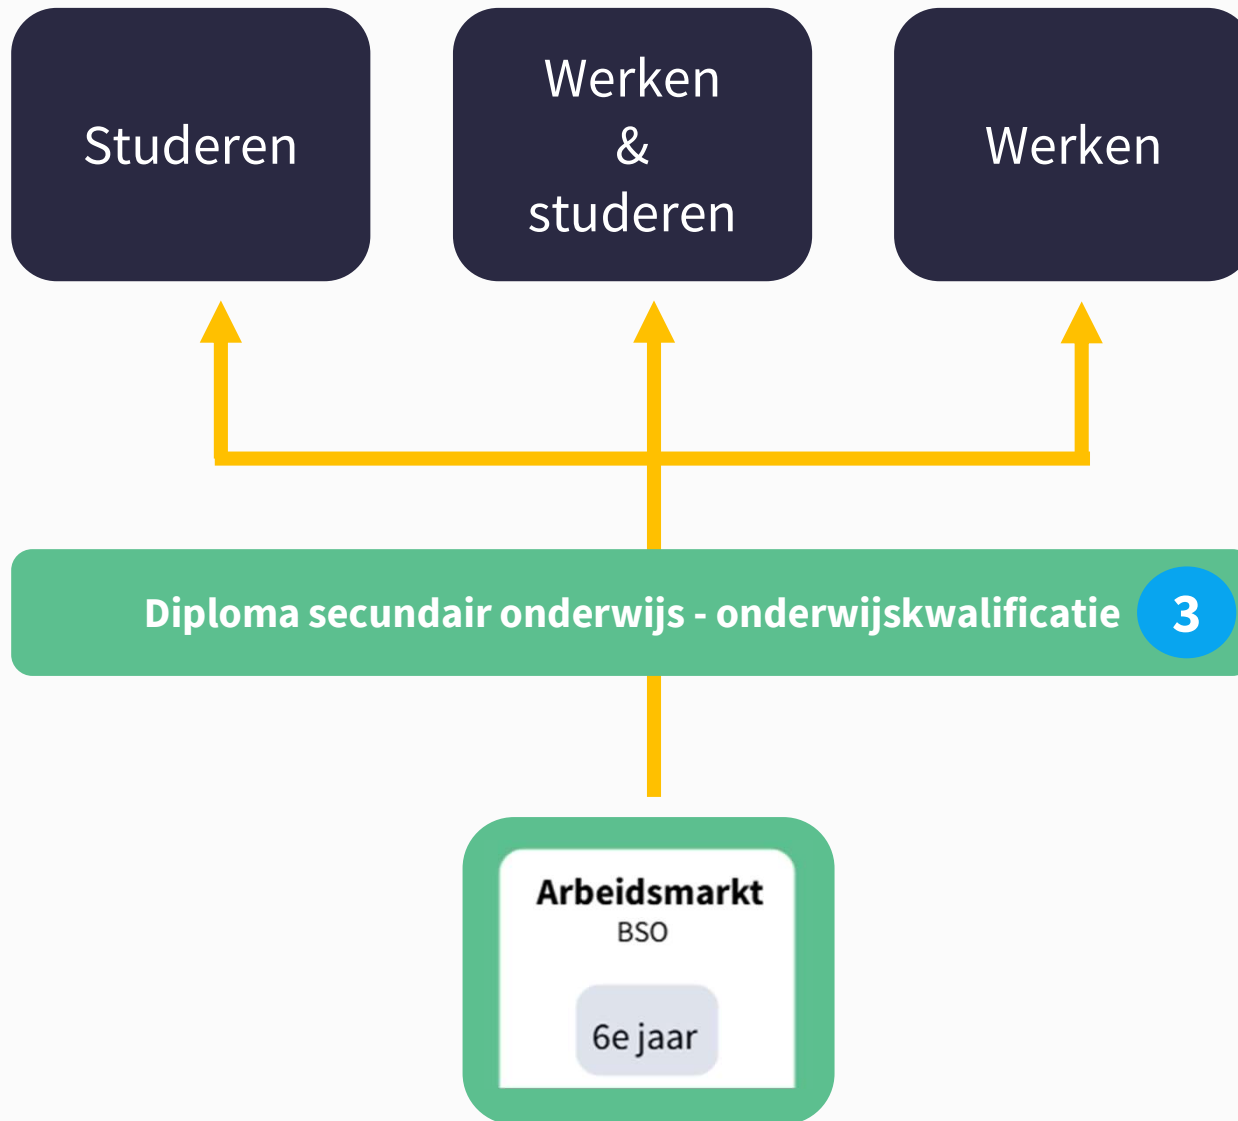 Studeren
Werken
&
studeren
Werken
Diploma secundair onderwijs - onderwijskwalificatie
3
Arbeidsmarkt
BSO
6e jaar